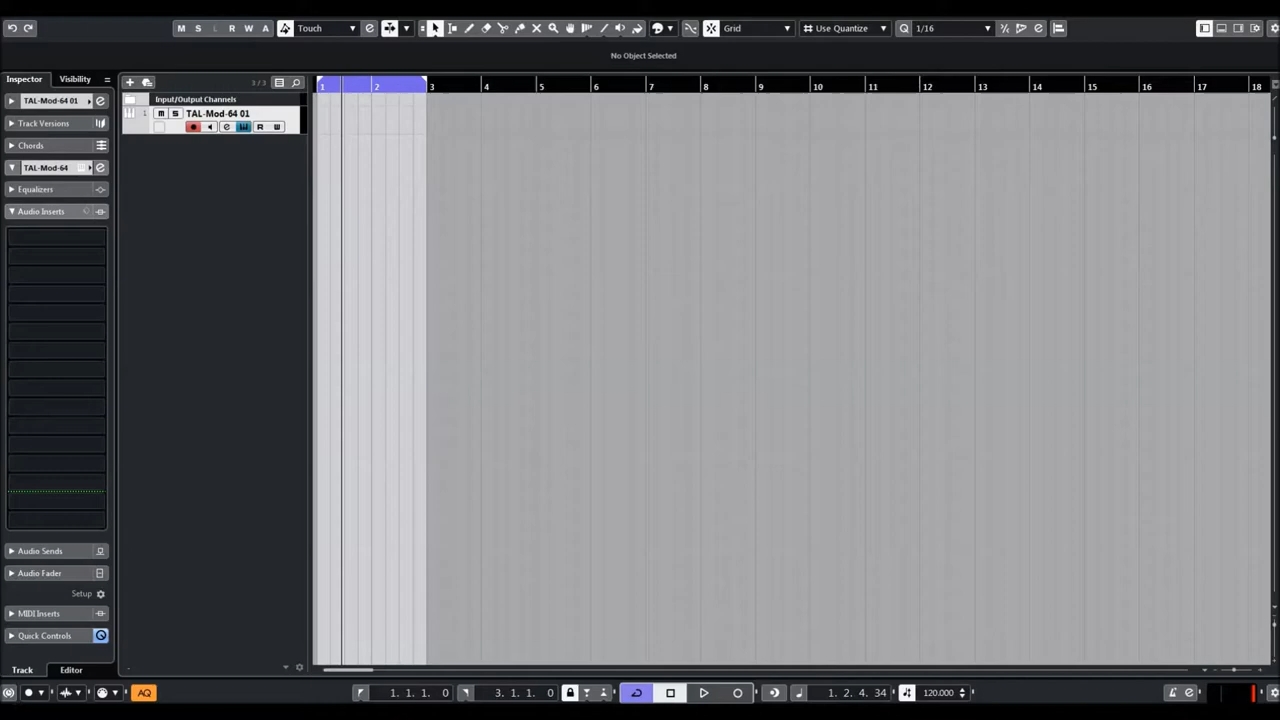 M S L R W A Touch Grid Use Quantize Q 1/16
No Object Selected
Inspector Visibility
3 / 3
1 2 3 4 5 6 7 8 9 10 11 12 13 14 15 16 17 18
TAL-Mod-64 01
Input/Output Channels
1 m S TAL-Mod-64 01
e R W
Track Versions
Chords
TAL-Mod-64
Equalizers
Audio Inserts
Audio Sends
Audio Fader
Setup
MIDI Inserts
Quick Controls
Track Editor
AQ 1. 1. 1. 0 3. 1. 1. 0 1. 2. 4. 34 120.000